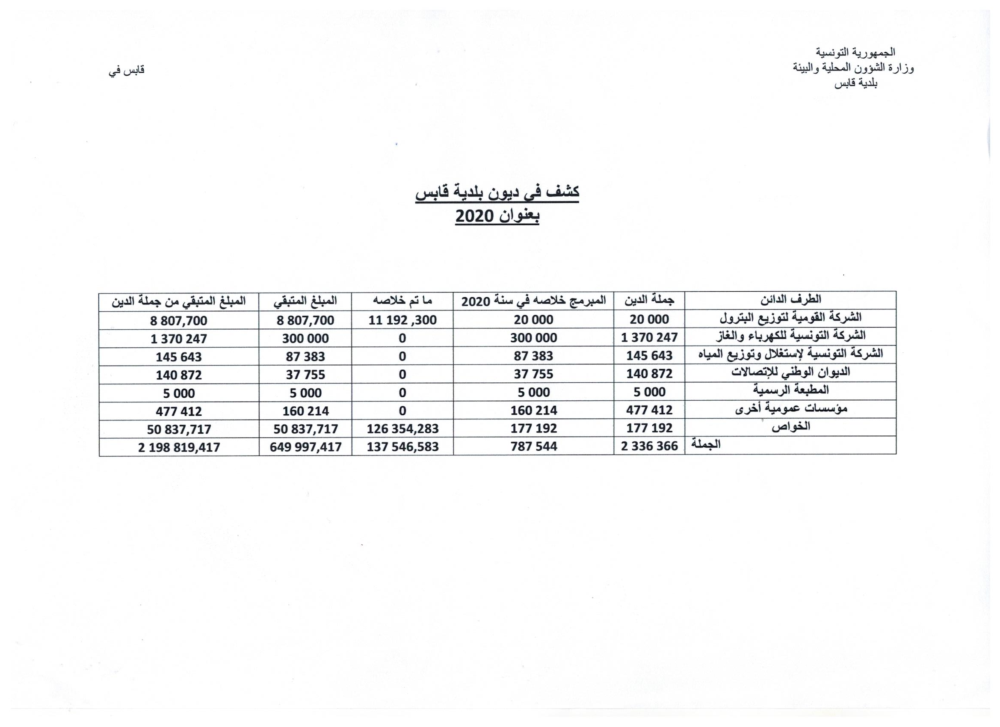 الجمهورية التونسية
وزارة الشؤون المحلية والبيئة
بلدية قابس
قابس في
كشف في ديون بلدية قابس
بعنوان 2020
الطرف الدائن جملة الدين المبرمج خلاصه في سنة 2020 ما تم خلاصه المبلغ المتبقي المبلغ المتبقي من جملة الدين
الشركة القومية لتوزيع البترول 20 000 20 000 11 192 ,300 8 807,700 8 807,700
الشركة التونسية للكهرباء والغاز 1 370 247 300 000 0 300 000 1 370 247
الشركة التونسية لإستغلال وتوزيع المياه 145 643 87 383 0 87 383 145 643
الديوان الوطني للإتصالات 140 872 37 755 0 37 755 140 872
المطبعة الرسمية 5 000 5 000 0 5 000 5 000
مؤسسات عمومية أخرى 477 412 160 214 0 160 214 477 412
الخواص 177 192 177 192 126 354,283 50 837,717 50 837,717
الجملة 2 336 366 787 544 137 546,583 649 997,417 2 198 819,417